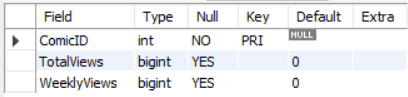 Field Type Null Key Default Extra
ComicID int NO PRI NULL
TotalViews bigint YES 0
WeeklyViews bigint YES 0